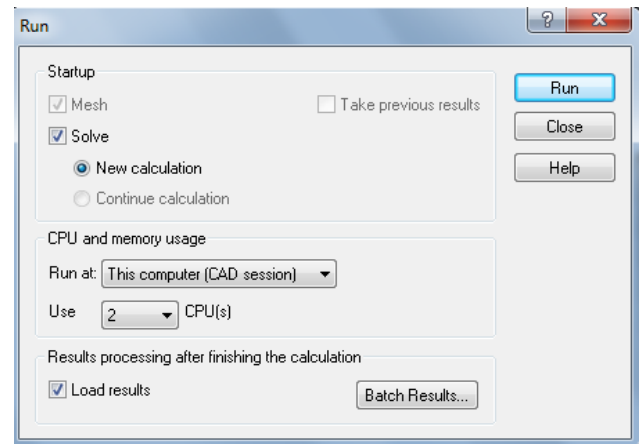 Run
?
X
Startup
Mesh
Take previous results
Run
Solve
Close
New calculation
Help
Continue calculation
CPU and memory usage
Run at: This computer (CAD session)
Use 2 CPU(s)
Results processing after finishing the calculation
Load results
Batch Results...